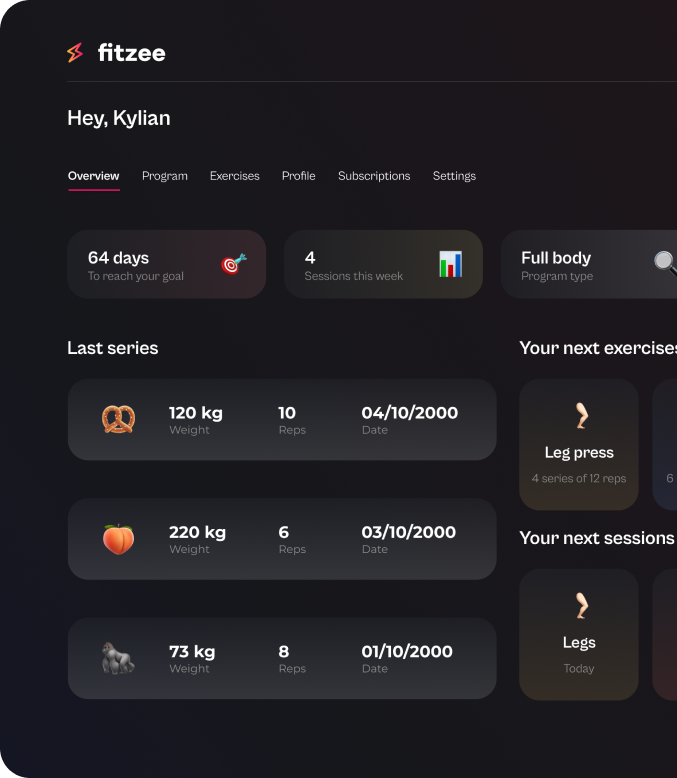 fitzee
Hey, Kylian
Overview Program Exercises Profile Subscriptions Settings
64 days
To reach your goal
4
Sessions this week
Full body
Program type
Last series
120 kg 10 04/10/2000
Weight Reps Date
220 kg 6 03/10/2000
Weight Reps Date
73 kg 8 01/10/2000
Weight Reps Date
Your next exercises
Leg press
4 series of 12 reps
6
Your next sessions
Legs
Today